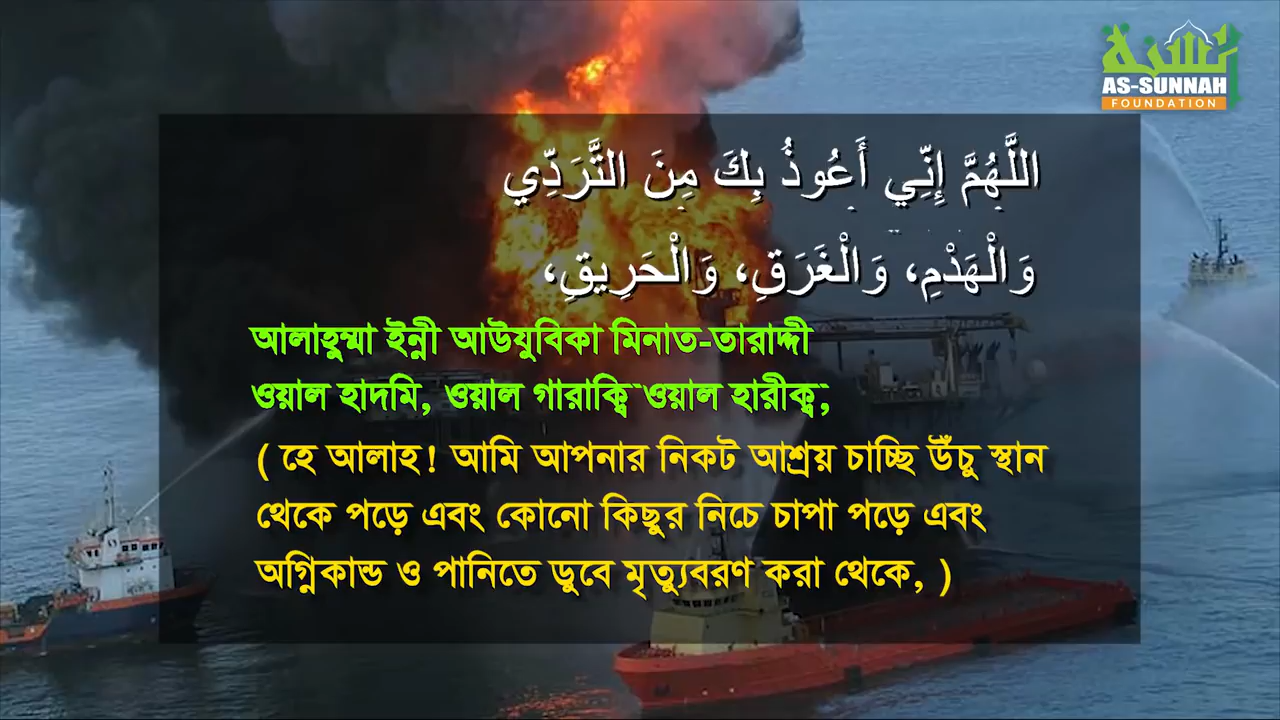 سنة
AS-SUNNAH
FOUNDATION
اللَّهُمَّ إِنِّي أَعُوذُ بِكَ مِنَ التَّرَدِّي
وَالْهَدْمِ، وَالْغَرَقِ، وَالْحَرِيقِ،
আলাহুম্মা ইন্নী আউযুবিকা মিনাত-তারাদ্দী
ওয়াল হাদমি, ওয়াল গারাক্বি ওয়াল হারীক্ব;
( হে আলাহ! আমি আপনার নিকট আশ্রয় চাচ্ছি উঁচু স্থান
থেকে পড়ে এবং কোনো কিছুর নিচে চাপা পড়ে এবং
অগ্নিকান্ড ও পানিতে ডুবে মৃত্যুবরণ করা থেকে, )